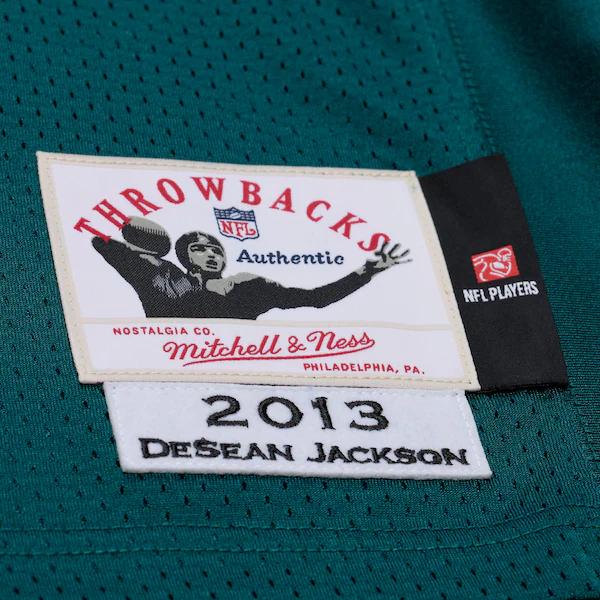 THROWBACKS
NFL
Authentic
NOSTALGIA CO.
Mitchell & Ness
PHILADELPHIA, PA.
NFL PLAYERS
2013
DESEAN JACKSON